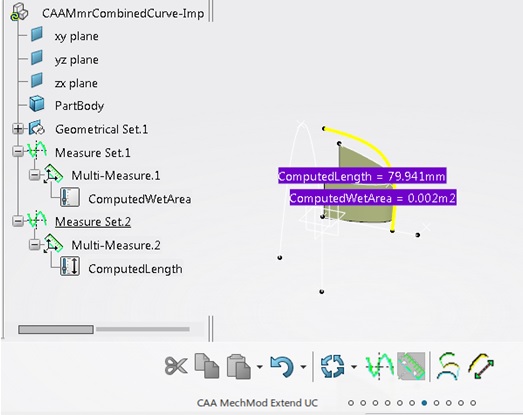 CAAMmrCombinedCurve-Imp
xy plane
yz plane
zx plane
PartBody
Geometrical Set.1
Measure Set.1
Multi-Measure.1
ComputedWetArea
Measure Set.2
Multi-Measure.2
ComputedLength
ComputedLength = 79.941mm
ComputedWetArea = 0.002m2
CAA MechMod Extend UC